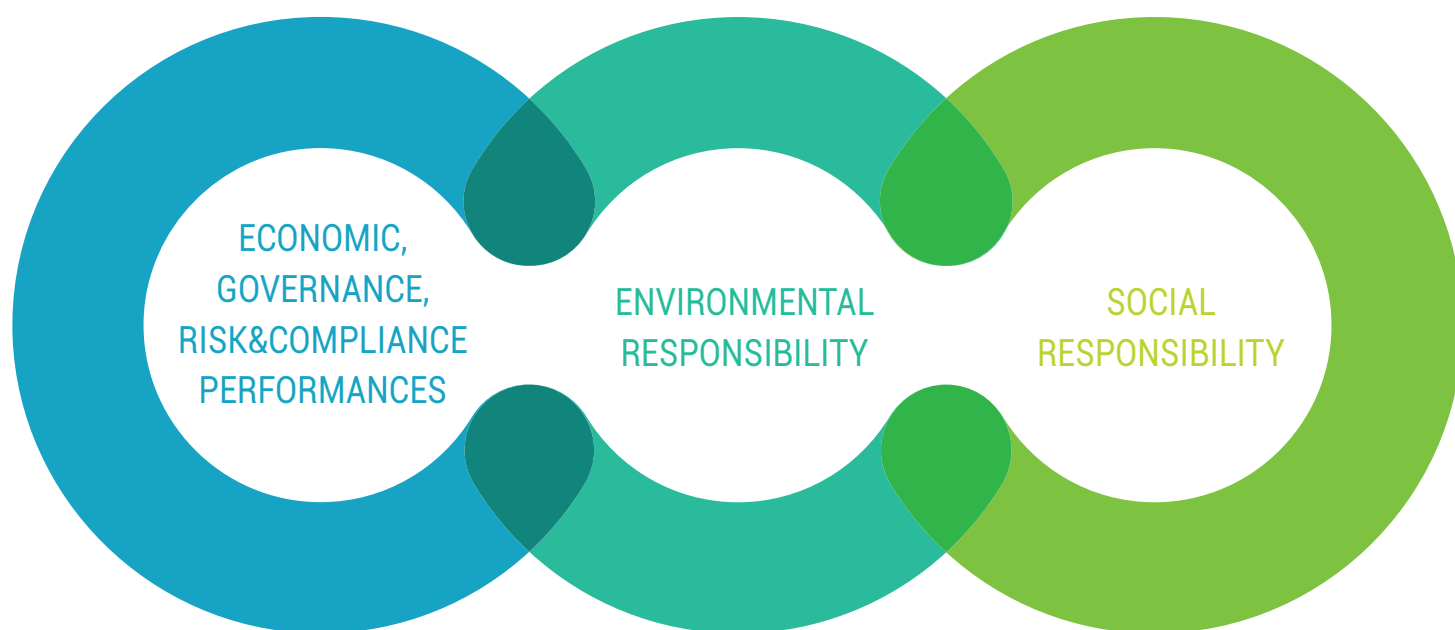 ECONOMIC,
GOVERNANCE,
RISK&COMPLIANCE
PERFORMANCES
ENVIRONMENTAL
RESPONSIBILITY
SOCIAL
RESPONSIBILITY